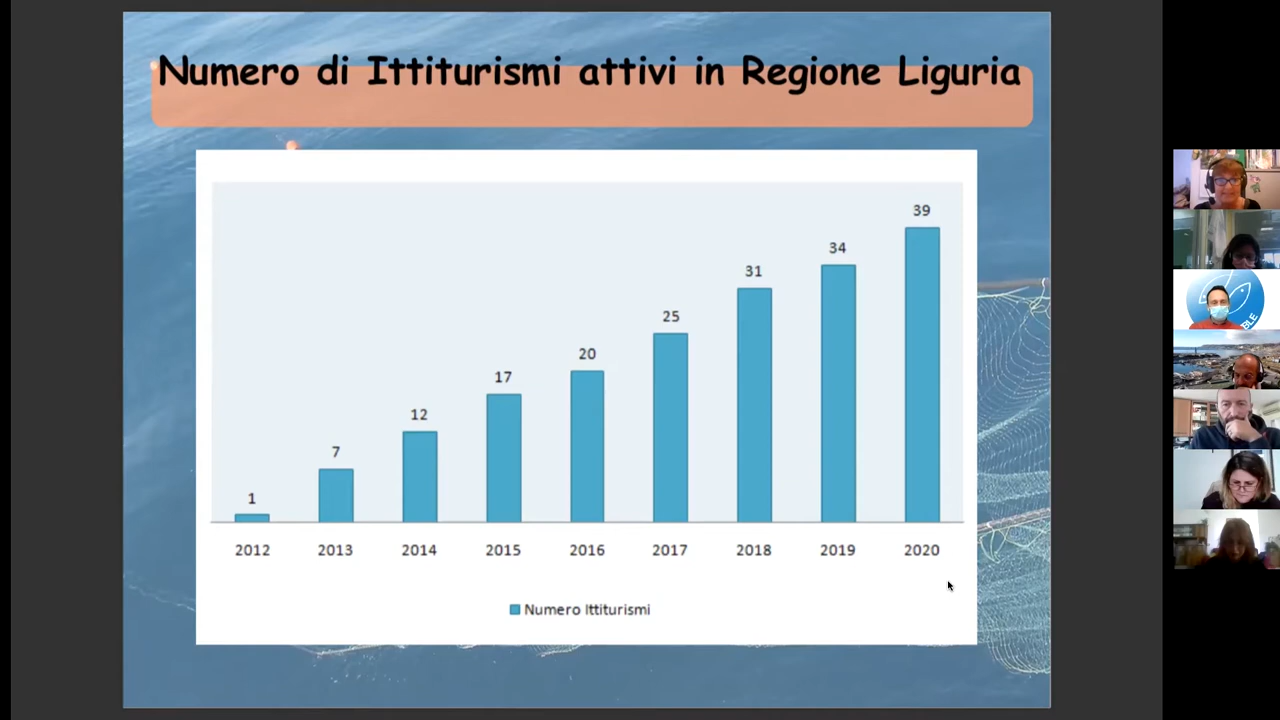 Numero di Ittiturismi attivi in Regione Liguria
39
34
31
25
20
17
12
7
1
2012 2013 2014 2015 2016 2017 2018 2019 2020
Numero Ittiturismi
BLE